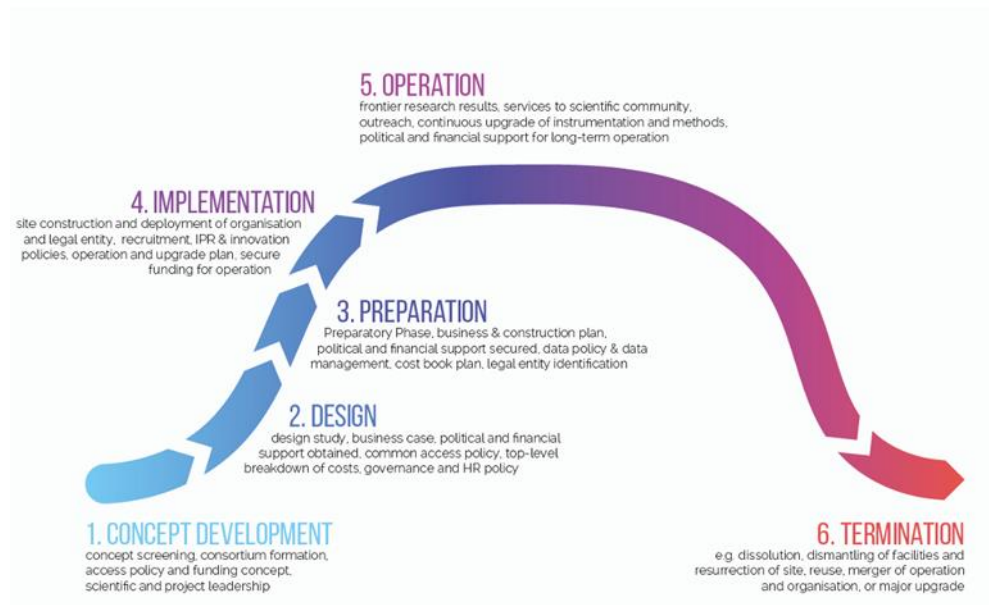 5. OPERATION
frontier research results, services to scientific community,
outreach, continuous upgrade of instrumentation and methods,
political and financial support for long-term operation
4. IMPLEMENTATION
site construction and deployment of organisation
and legal entity, recruitment, IPR & innovation
policies, operation and upgrade plan, secure
funding for operation
3. PREPARATION
Preparatory Phase, business & construction plan,
political and financial support secured, data policy & data
management, cost book plan, legal entity identification
2. DESIGN
design study, business case, political and financial
support obtained, common access policy, top-level
breakdown of costs, governance and HR policy
1. CONCEPT DEVELOPMENT
concept screening, consortium formation,
access policy and funding concept,
scientific and project leadership
6. TERMINATION
e.g. dissolution, dismantling of facilities and
resurrection of site, reuse, merger of operation
and organisation, or major upgrade